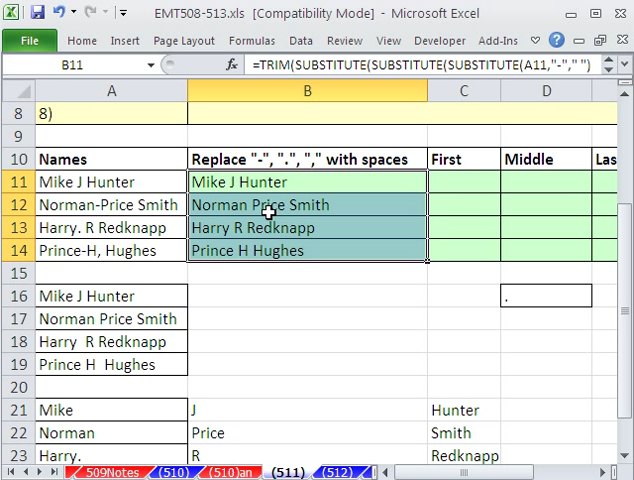 EMT508-513.xls [Compatibility Mode] - Microsoft Excel
File Home Insert Page Layout Formulas Data Review View Developer Add-Ins
B11 fx =TRIM(SUBSTITUTE(SUBSTITUTE(SUBSTITUTE(A11,"-"," ")
A B C D
8 8)
9
10 Names Replace "-", ".", "," with spaces First Middle Las
11 Mike J Hunter Mike J Hunter
12 Norman-Price Smith Norman Price Smith
13 Harry. R Redknapp Harry R Redknapp
14 Prince-H, Hughes Prince H Hughes
15
16 Mike J Hunter .
17 Norman Price Smith
18 Harry  R Redknapp
19 Prince H  Hughes
20
21 Mike J Hunter
22 Norman Price Smith
23 Harry. R Redknapp
509Notes (510) (510)an (511) (512)